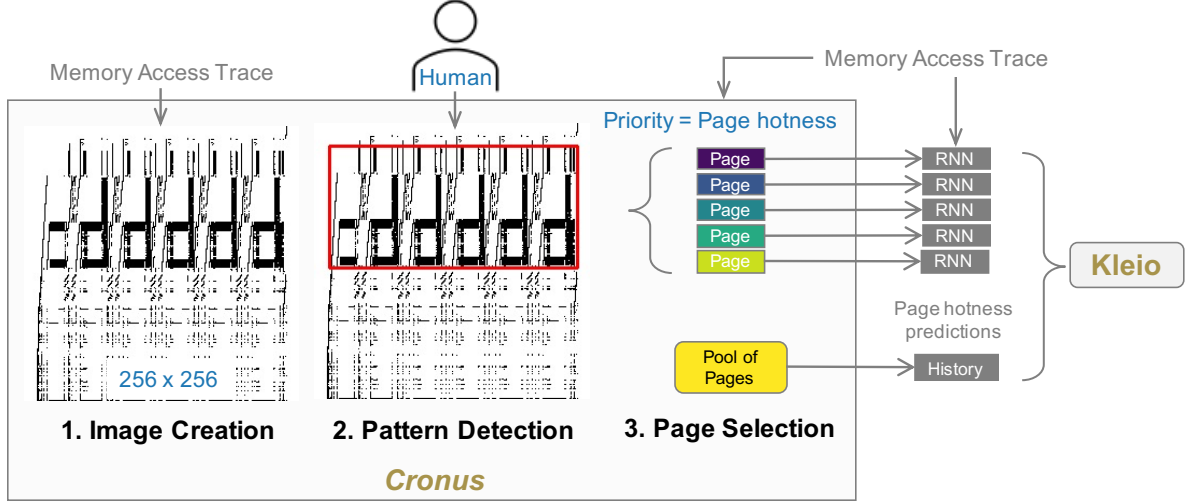 Memory Access Trace
Human
Memory Access Trace
Priority = Page hotness
Page
RNN
Page
RNN
Page
RNN
Page
RNN
Page
RNN
Kleio
Page hotness
predictions
Pool of
Pages
History
256 x 256
1. Image Creation
2. Pattern Detection
3. Page Selection
Cronus